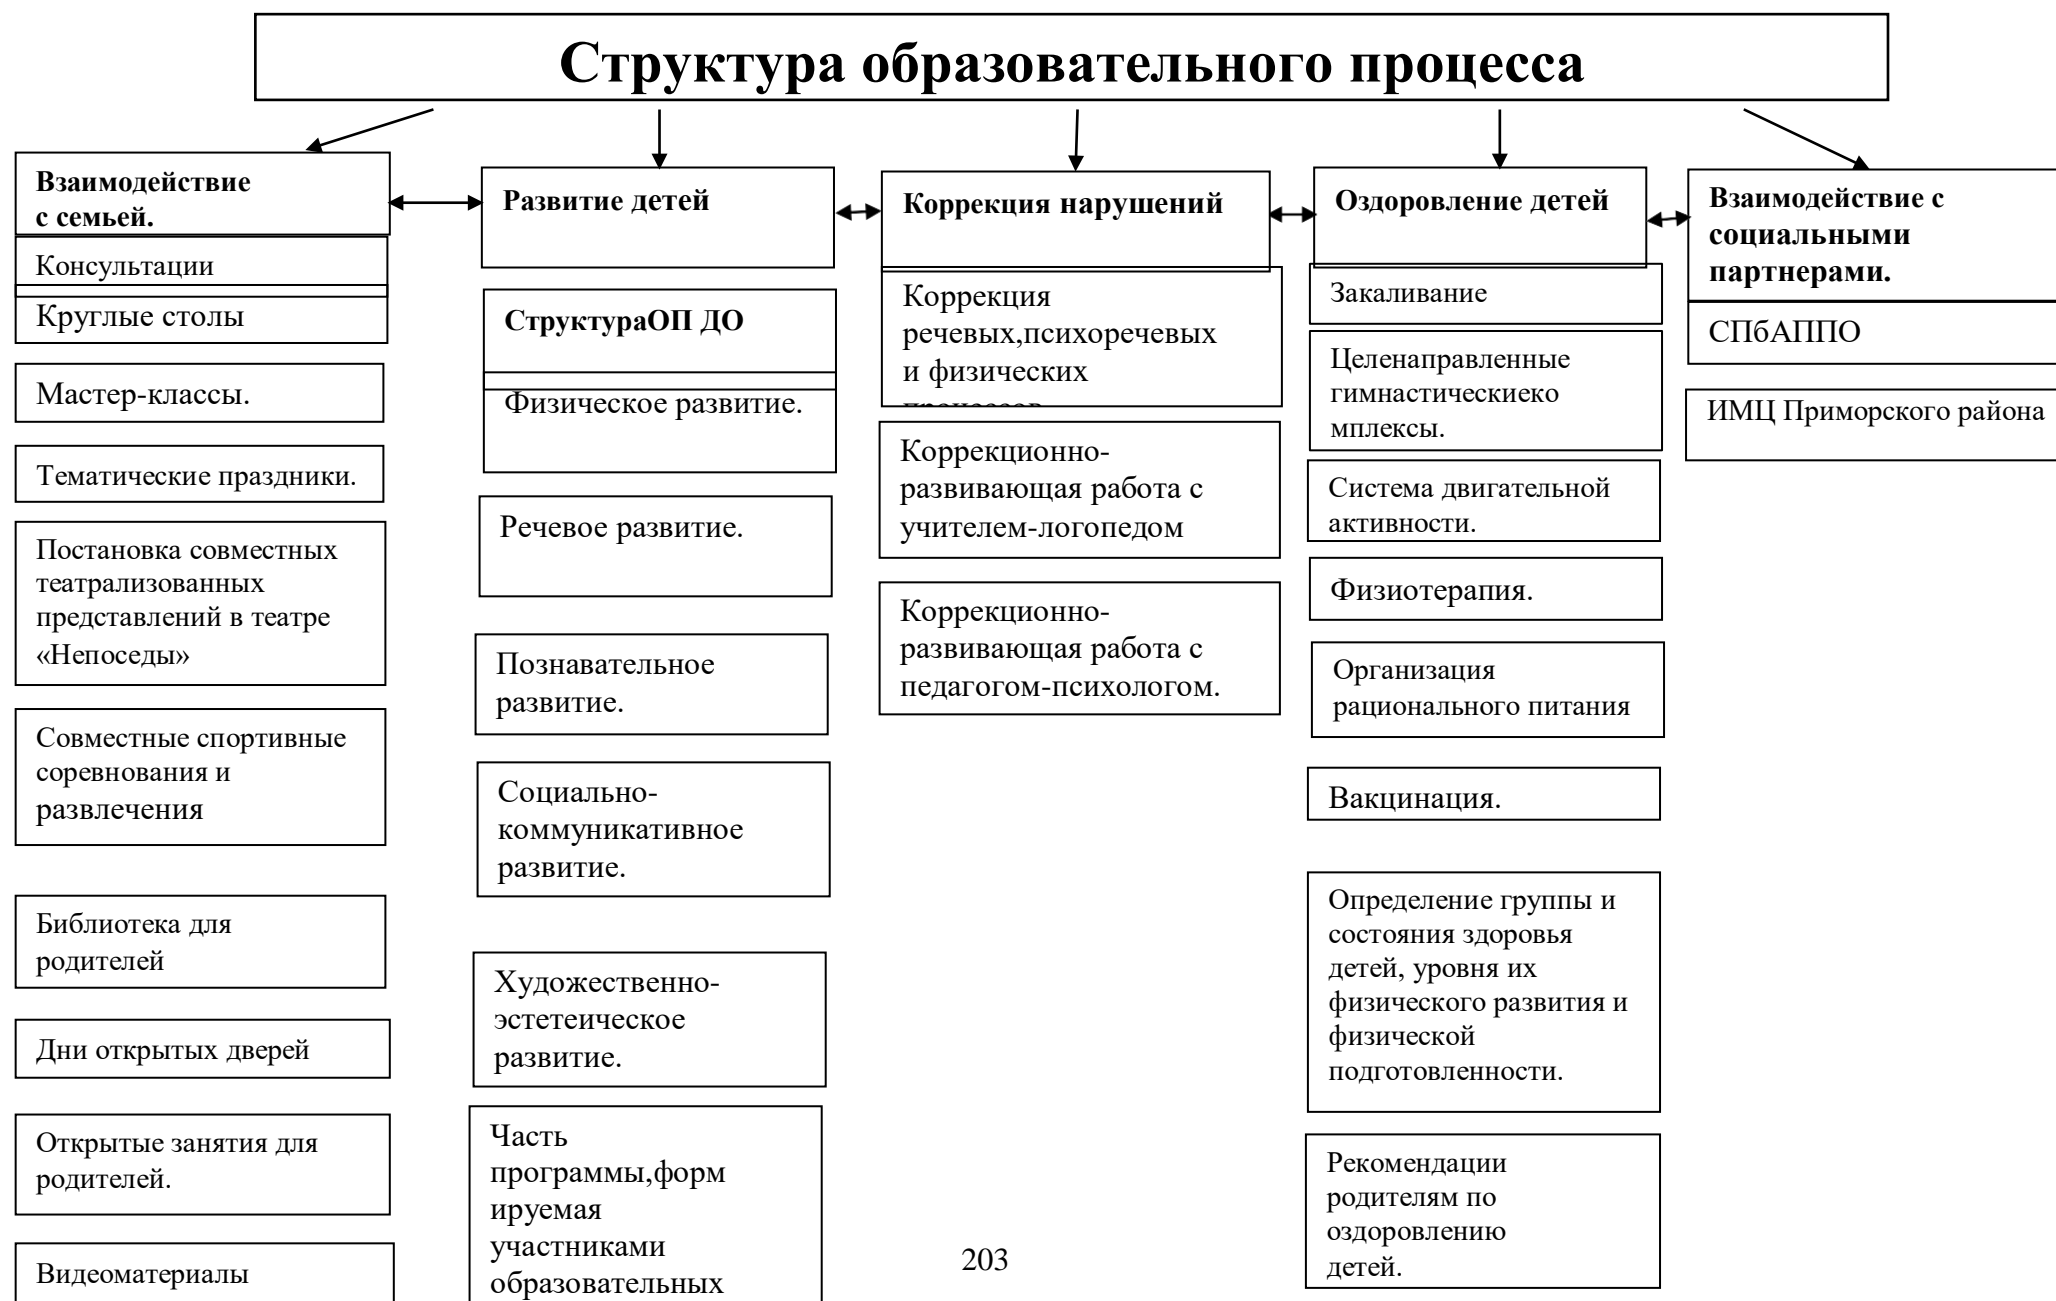 Структура образовательного процесса
Взаимодействие
с семьей.
Консультации
Круглые столы
Мастер-классы.
Тематические праздники.
Постановка совместных
театрализованных
представлений в театре
«Непоседы»
Совместные спортивные
соревнования и
развлечения
Библиотека для
родителей
Дни открытых дверей
Открытые занятия для
родителей.
Видеоматериалы
Развитие детей
СтруктураОП ДО
Физическое развитие.
Речевое развитие.
Познавательное
развитие.
Социально-
коммуникативное
развитие.
Художественно-
эстетеическое
развитие.
Часть
программы,форм
ируемая
участниками
образовательных
Коррекция нарушений
Коррекция
речевых,психоречевых
и физических
Коррекционно-
развивающая работа с
учителем-логопедом
Коррекционно-
развивающая работа с
педагогом-психологом.
Оздоровление детей
Закаливание
Целенаправленные
гимнастическиеко
мплексы.
Система двигательной
активности.
Физиотерапия.
Организация
рационального питания
Вакцинация.
Определение группы и
состояния здоровья
детей, уровня их
физического развития и
физической
подготовленности.
Рекомендации
родителям по
оздоровлению
детей.
Взаимодействие с
социальными
партнерами.
СПбАППО
ИМЦ Приморского района
203